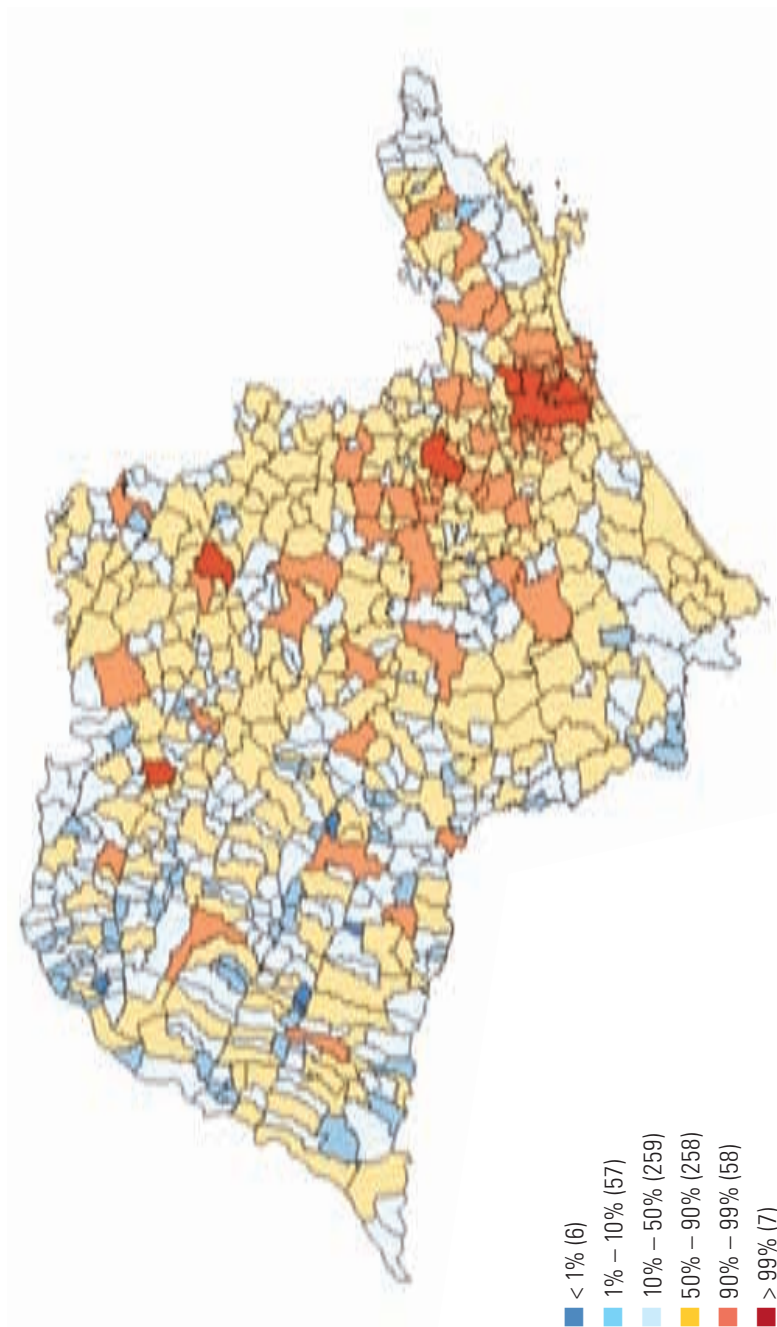 < 1% (6)
1% – 10% (57)
10% – 50% (259)
50% – 90% (258)
90% – 99% (58)
> 99% (7)